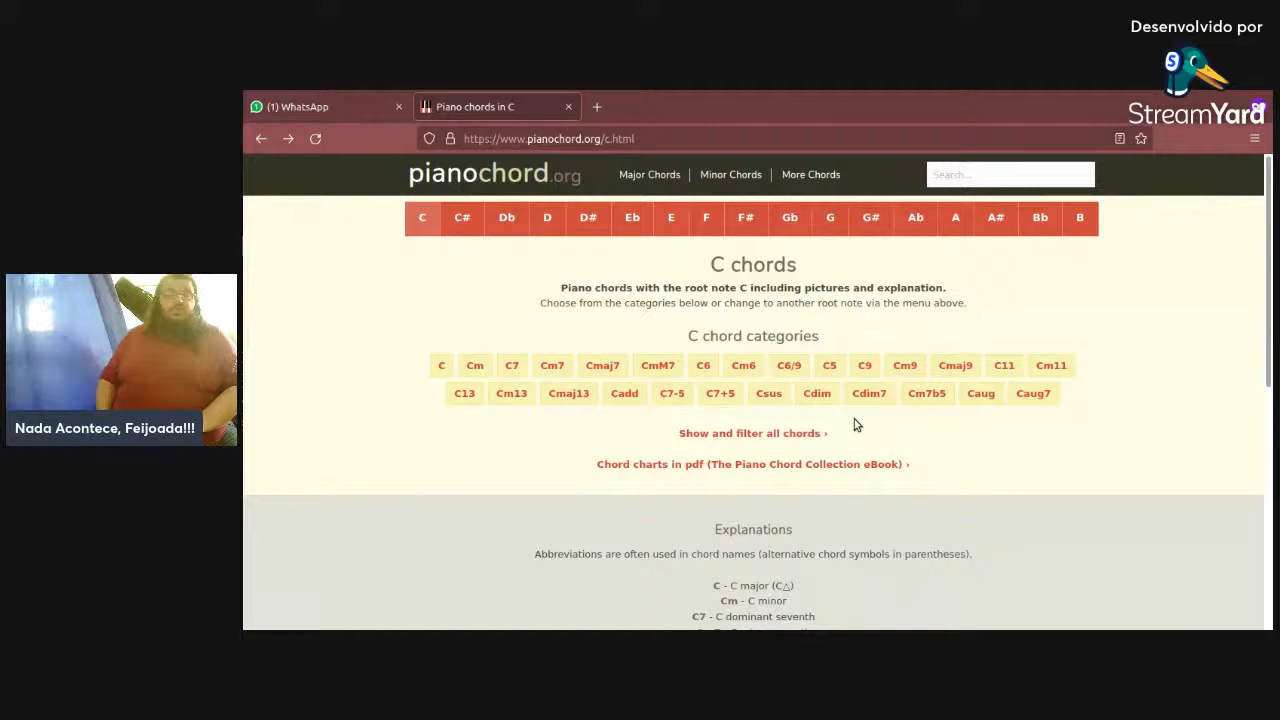 Desenvolvido por
StreamYard
(1) WhatsApp
Piano chords in C
https://www.pianochord.org/c.html
pianochord.org
Major Chords
Minor Chords
More Chords
Search...
C C# Db D D# Eb E F F# Gb G G# Ab A A# Bb B
C chords
Piano chords with the root note C including pictures and explanation.
Choose from the categories below or change to another root note via the menu above.
C chord categories
C Cm C7 Cm7 Cmaj7 CmM7 C6 Cm6 C6/9 C5 C9 Cm9 Cmaj9 C11 Cm11
C13 Cm13 Cmaj13 Cadd C7-5 C7+5 Csus Cdim Cdim7 Cm7b5 Caug Caug7
Show and filter all chords ›
Chord charts in pdf (The Piano Chord Collection eBook) ›
Nada Acontece, Feijoada!!!
Explanations
Abbreviations are often used in chord names (alternative chord symbols in parentheses).
C - C major (C△)
Cm - C minor
C7 - C dominant seventh